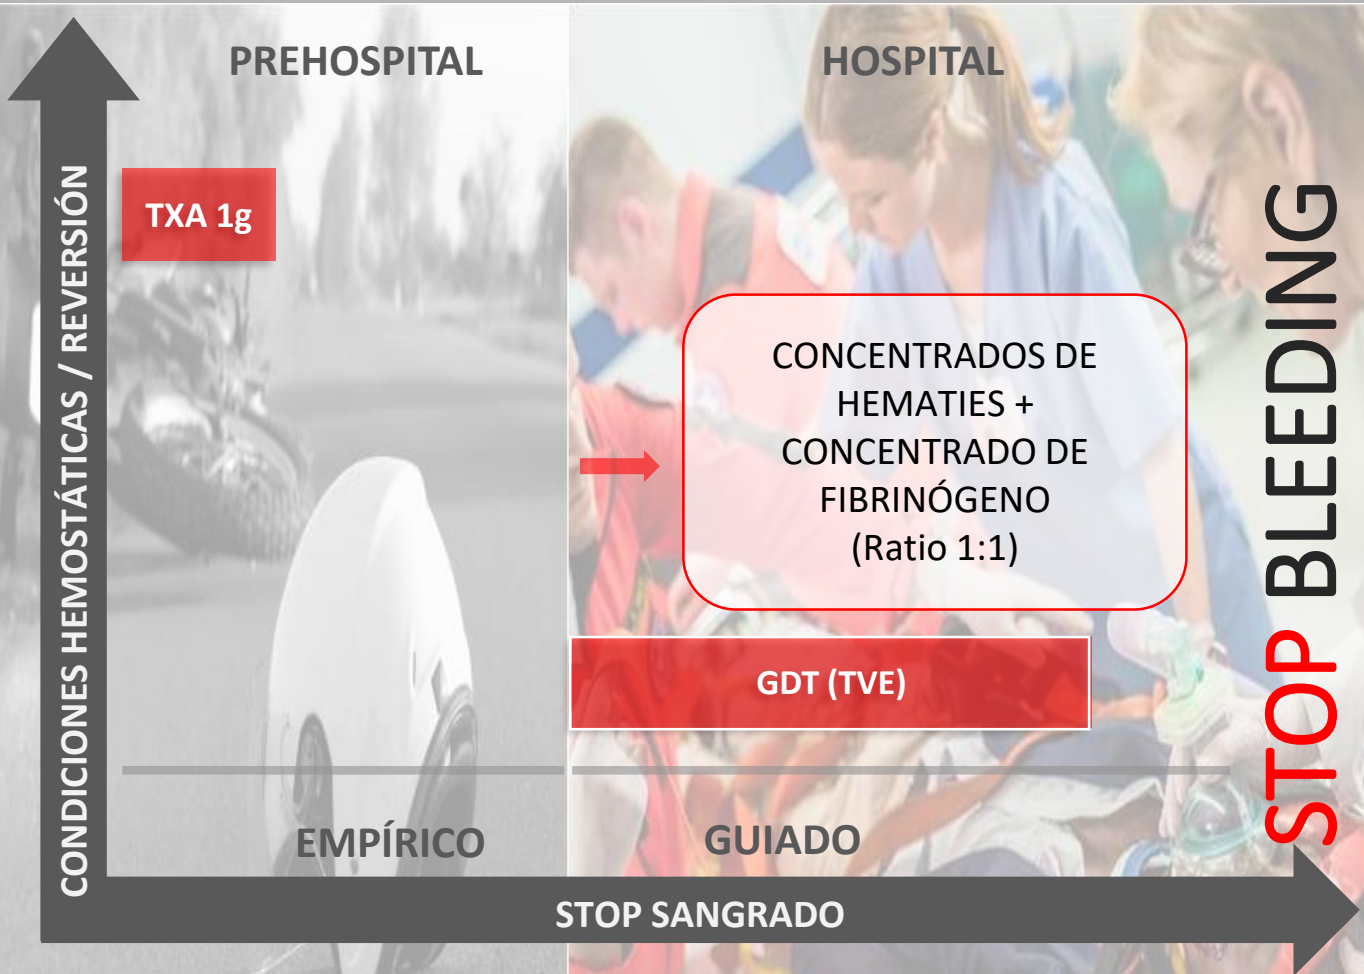 PREHOSPITAL
HOSPITAL
CONDICIONES HEMOSTÁTICAS / REVERSIÓN
TXA 1g
CONCENTRADOS DE
HEMATIES +
CONCENTRADO DE
FIBRINÓGENO
(Ratio 1:1)
GDT (TVE)
EMPÍRICO
GUIADO
STOP SANGRADO
STOP BLEEDING